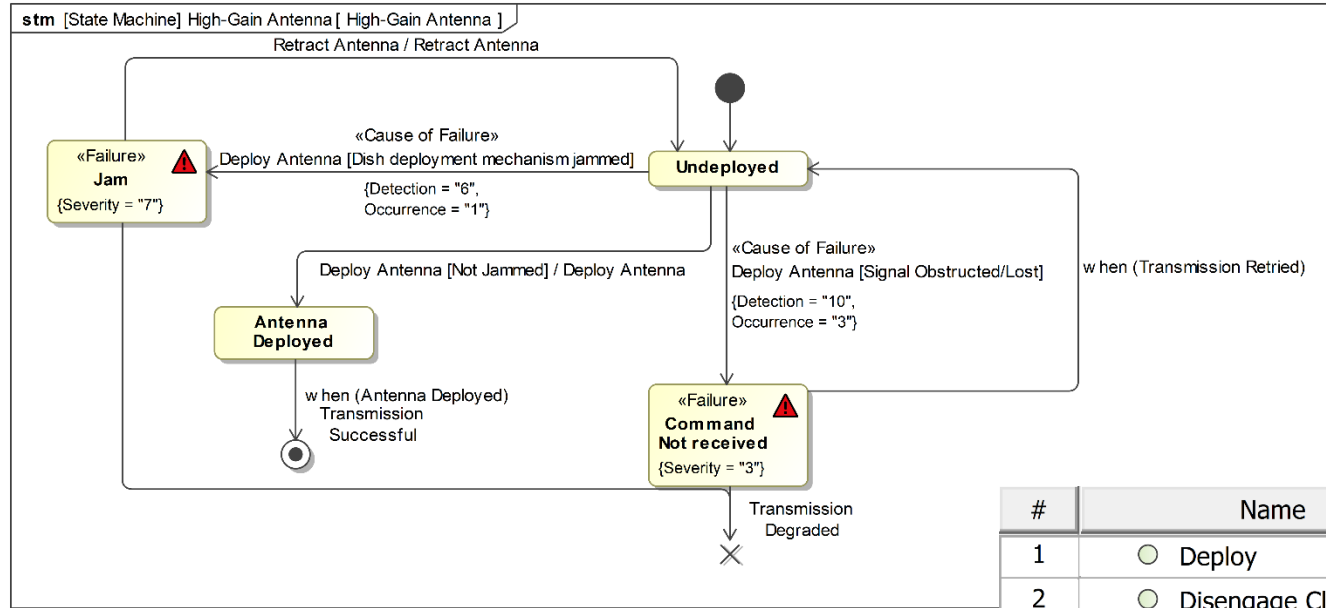 stm [State Machine] High-Gain Antenna [ High-Gain Antenna ]
Retract Antenna / Retract Antenna
«Cause of Failure»
Deploy Antenna [Dish deployment mechanism jammed]
{Detection = "6",
Occurrence = "1"}
«Failure»
Jam
{Severity = "7"}
Undeployed
Deploy Antenna [Not Jammed] / Deploy Antenna
«Cause of Failure»
Deploy Antenna [Signal Obstructed/Lost]
{Detection = "10",
Occurrence = "3"}
when (Transmission Retried)
Antenna
Deployed
when (Antenna Deployed)
Transmission
Successful
«Failure»
Command
Not received
{Severity = "3"}
Transmission
Degraded
# Name
1 Deploy
2 Disengage